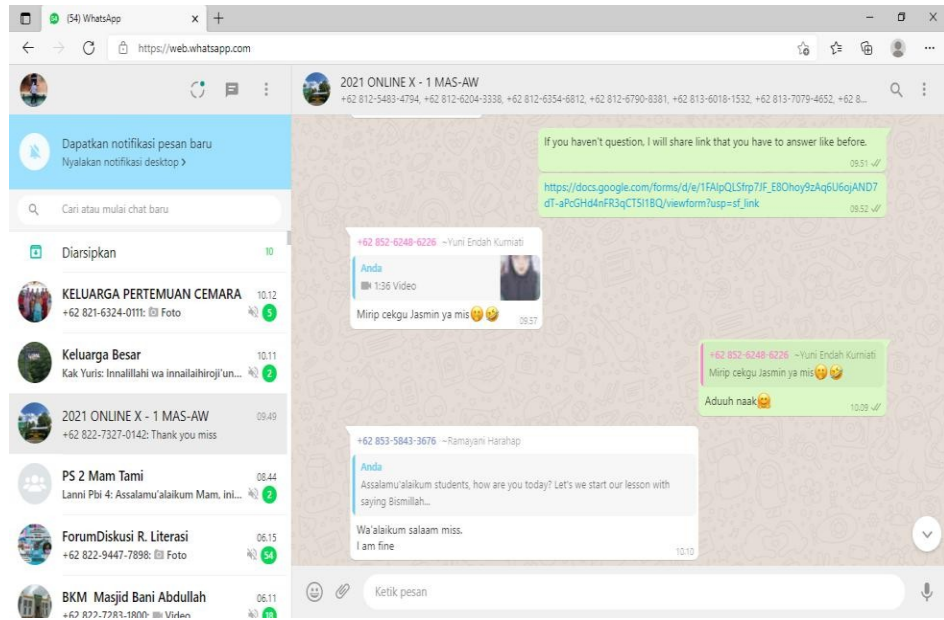 (54) WhatsApp
https://web.whatsapp.com
Dapatkan notifikasi pesan baru
Nyalakan notifikasi desktop >
Cari atau mulai chat baru
Diarsipkan 10
KELUARGA PERTEMUAN CEMARA 10.12
+62 821-6324-0111: Foto 5
Keluarga Besar 10.11
Kak Yuris: Innalillahi wa innailaihiroji'un... 2
2021 ONLINE X - 1 MAS-AW 09.49
+62 822-7327-0142: Thank you miss
PS 2 Mam Tami 08.44
Lanni Pbi 4: Assalamu'alaikum Mam, ini... 2
ForumDiskusi R. Literasi 06.15
+62 822-9447-7898: Foto 54
BKM Masjid Bani Abdullah 06.11
+62 822-7283-1800: Video
2021 ONLINE X - 1 MAS-AW
+62 812-5483-4794, +62 812-6204-3338, +62 812-6354-6812, +62 812-6790-8381, +62 813-6018-1532, +62 813-7079-4652, +62 8...
If you haven't question, I will share link that you have to answer like before.
09.51
https://docs.google.com/forms/d/e/1FAIpQLSfrp7JF_E8Ohoy9zAq6U6ojAND7
dT-aPcGHd4nFR3qCT5I1BQ/viewform?usp=sf_link
09.52
+62 852-6248-6226 ~Yuni Endah Kurniati
Anda
1:36 Video
Mirip cekgu Jasmin ya mis🤭🤣
09.57
+62 852-6248-6226 ~Yuni Endah Kurniati
Mirip cekgu Jasmin ya mis🤭🤣
Aduuh naak🤗
10.09
+62 853-5843-3676 ~Ramayani Harahap
Anda
Assalamu'alaikum students, how are you today? Let's we start our lesson with
saying Bismillah...
Wa'alaikum salaam miss.
I am fine
10.10
Ketik pesan